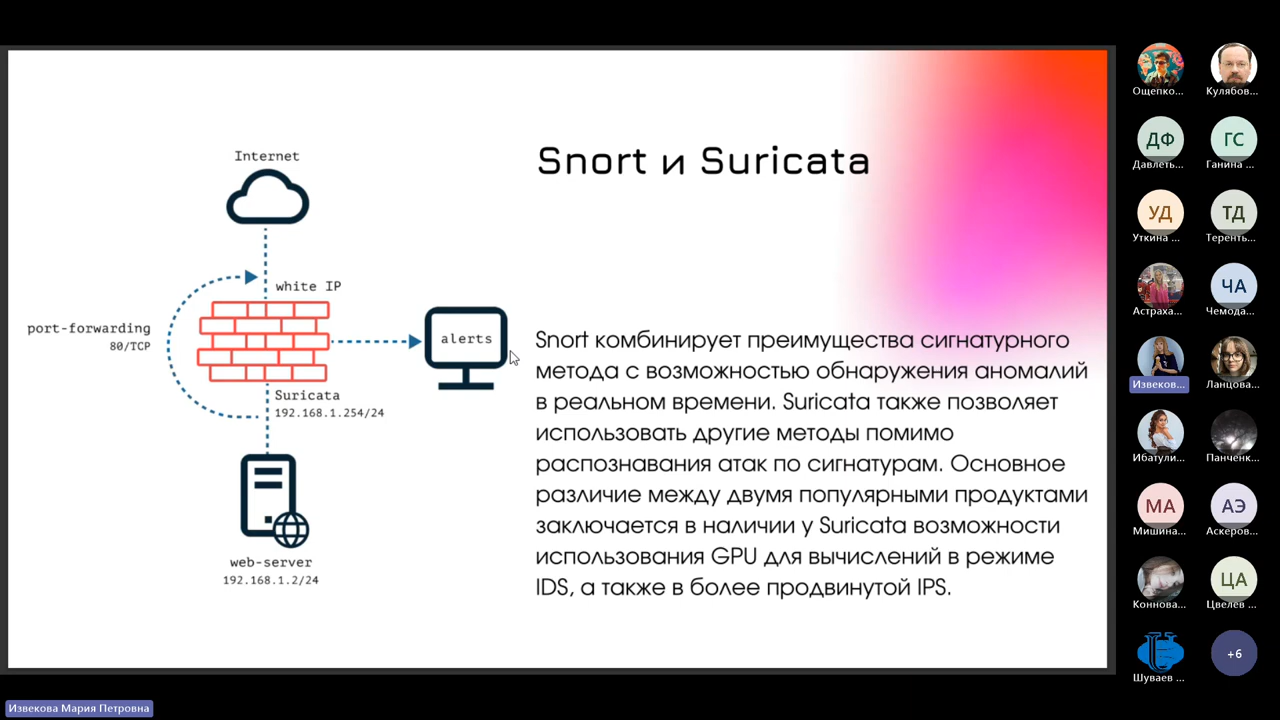 Snort и Suricata
Internet
white IP
port-forwarding
80/TCP
alerts
Suricata
192.168.1.254/24
web-server
192.168.1.2/24
Snort комбинирует преимущества сигнатурного
метода с возможностью обнаружения аномалий
в реальном времени. Suricata также позволяет
использовать другие методы помимо
распознавания атак по сигнатурам. Основное
различие между двумя популярными продуктами
заключается в наличии у Suricata возможности
использования GPU для вычислений в режиме
IDS, а также в более продвинутой IPS.
Ощепко...
Кулябов...
ДФ
Давлеть...
ГС
Ганина ...
УД
Уткина ...
ТД
Теренть...
Астраха...
ЧА
Чемода...
Извеков...
Ланцова...
Ибатули...
Панченк...
МА
Мишина...
АЭ
Аскеров...
Коннова...
ЦА
Цвелев ...
Шуваев ...
+6
Извекова Мария Петровна